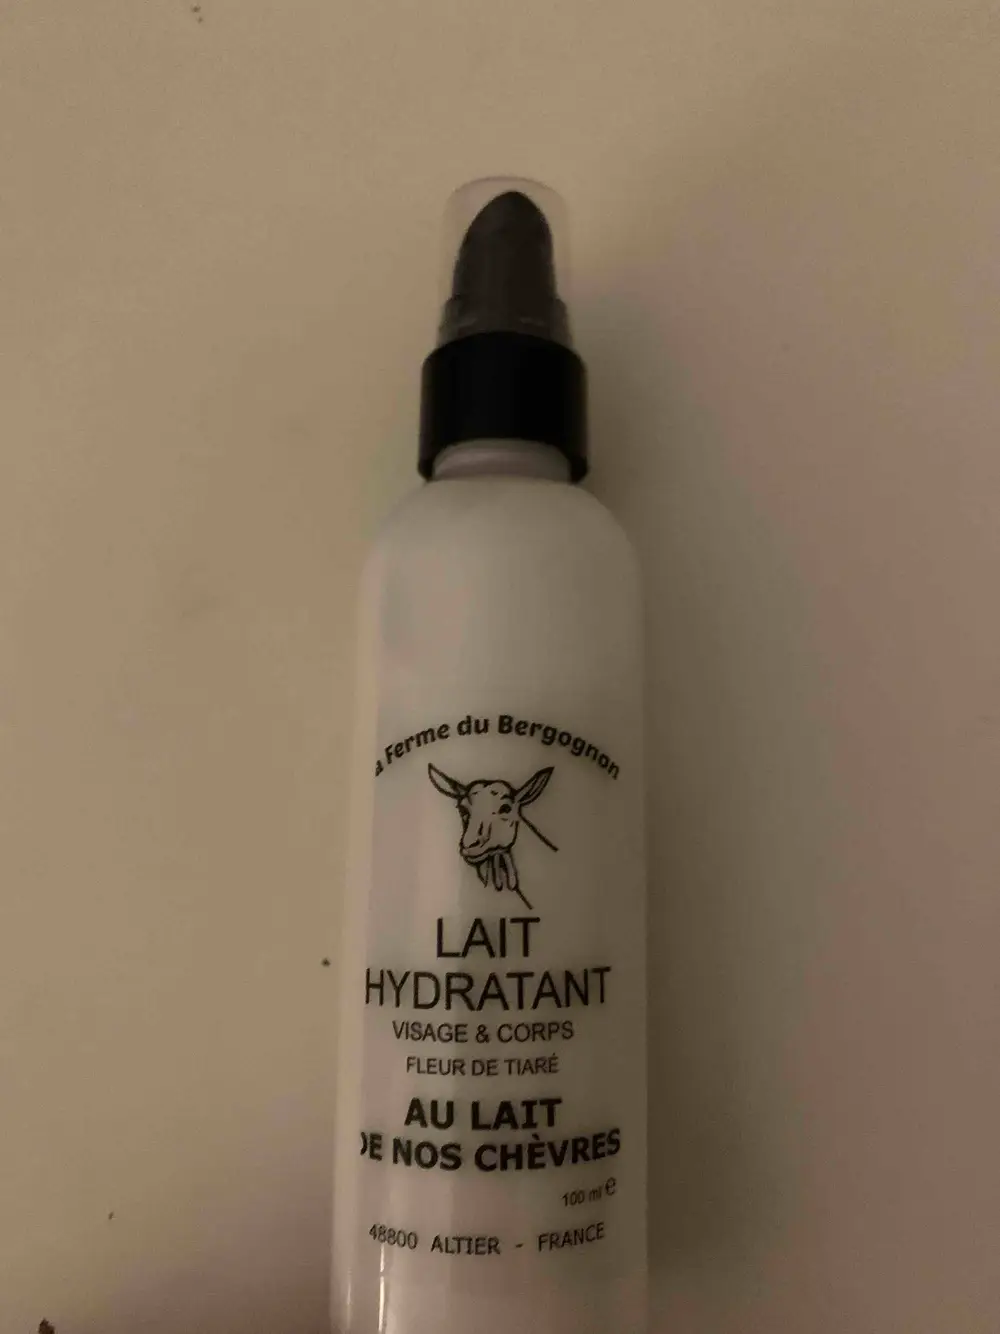 a Ferme du Bergognon
LAIT
HYDRATANT
VISAGE & CORPS
FLEUR DE TIARÉ
AU LAIT
DE NOS CHÈVRES
100 ml e
48800 ALTIER - FRANCE